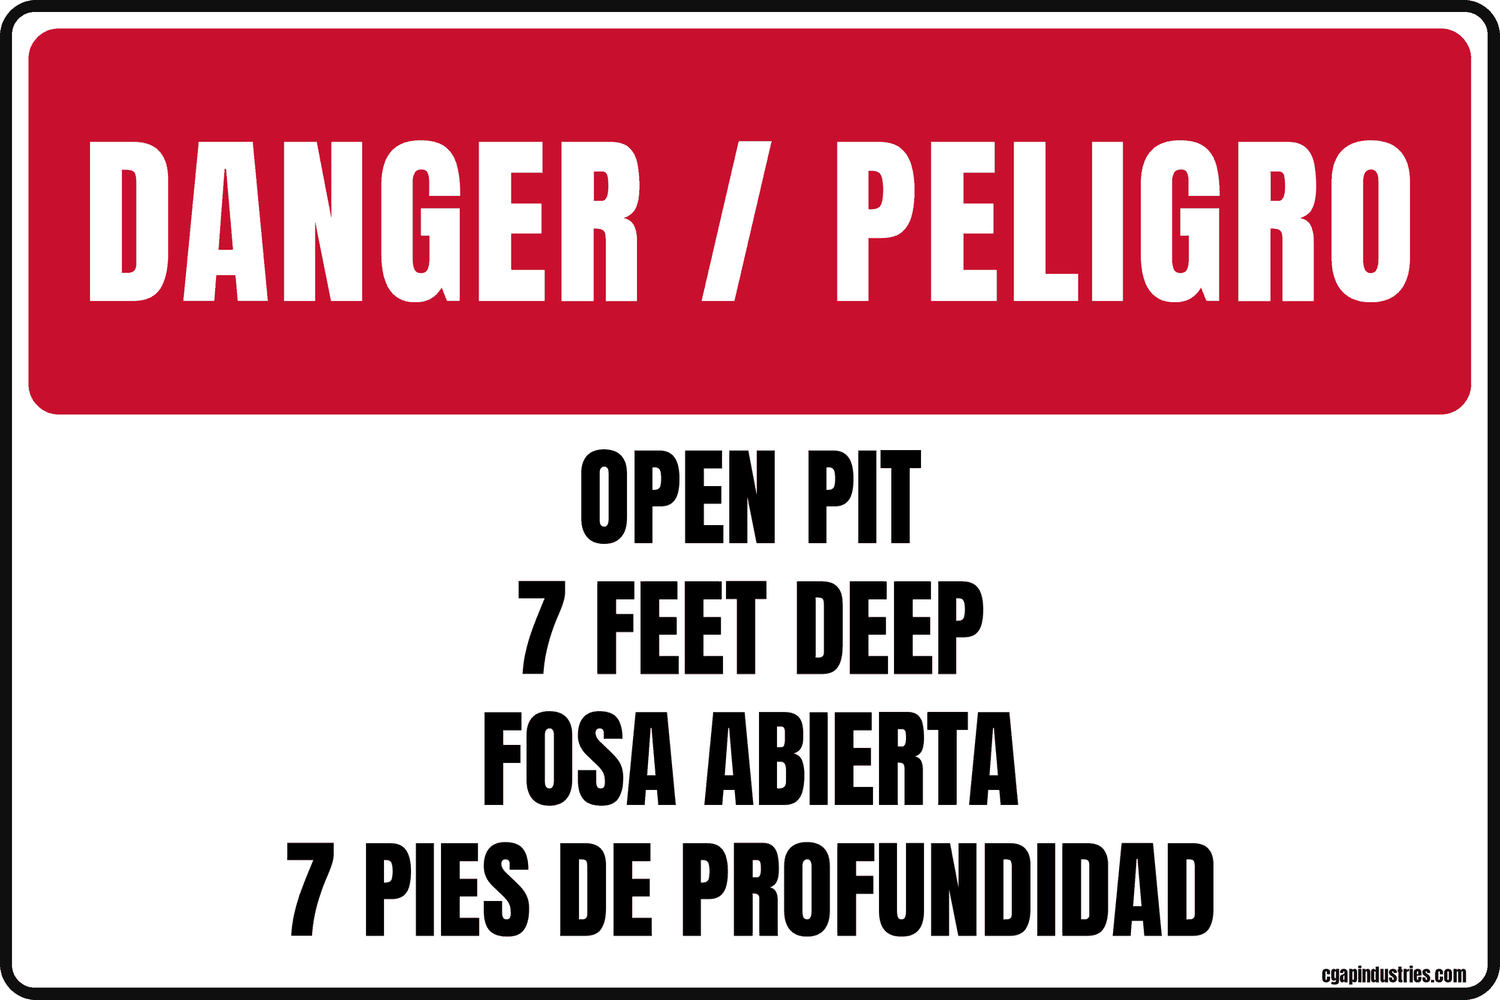 DANGER / PELIGRO
OPEN PIT
7 FEET DEEP
FOSA ABIERTA
7 PIES DE PROFUNDIDAD
cgapindustries.com